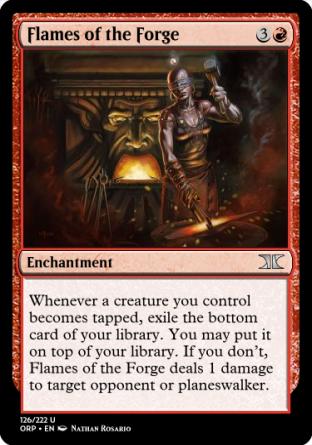 Flames of the Forge 3
Enchantment
Whenever a creature you control
becomes tapped, exile the bottom
card of your library. You may put it
on top of your library. If you don't,
Flames of the Forge deals 1 damage
to target opponent or planeswalker.
126/222 U
ORP • EN Nathan Rosario